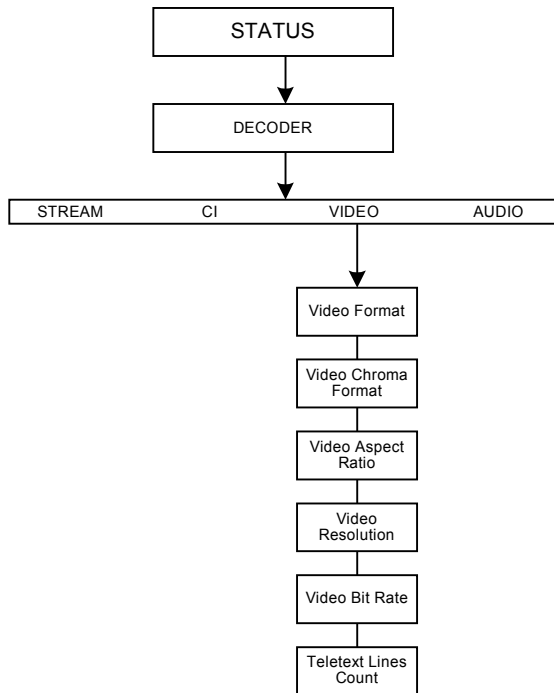 STATUS
DECODER
STREAM CI VIDEO AUDIO
Video Format
Video Chroma
Format
Video Aspect
Ratio
Video
Resolution
Video Bit Rate
Teletext Lines
Count